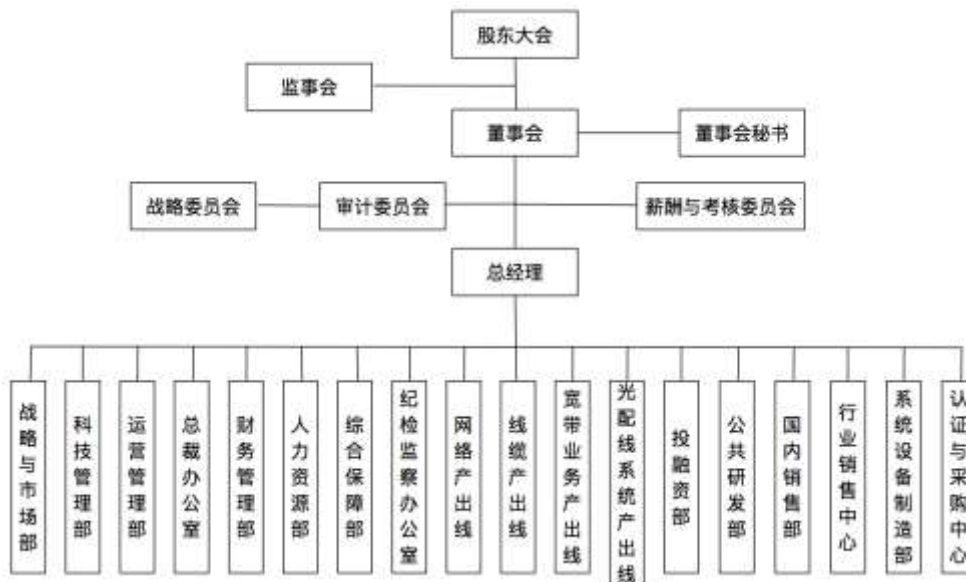 股东大会
监事会
董事会
董事会秘书
战略委员会
审计委员会
薪酬与考核委员会
总经理
战略与市场部
科技管理部
运营管理部
总裁办公室
财务管理部
人力资源部
综合保障部
纪检监察办公室
网络产出线
线缆产出线
宽带业务产出线
光配线系统产出线
投融资部
公共研发部
国内销售部
行业销售中心
系统设备制造部
认证与采购中心